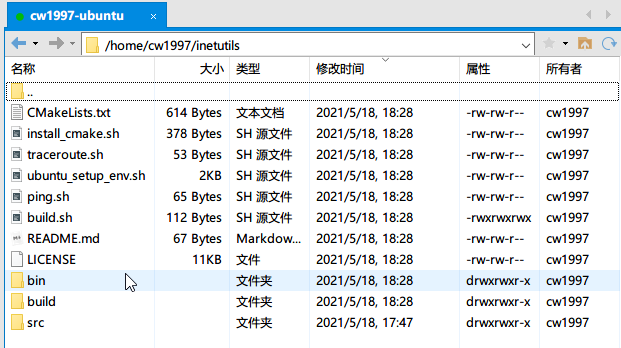 cw1997-ubuntu ×
/home/cw1997/inetutils
名称 大小 类型 修改时间 属性 所有者
..
CMakeLists.txt 614 Bytes 文本文档 2021/5/18, 18:28 -rw-rw-r-- cw1997
install_cmake.sh 378 Bytes SH 源文件 2021/5/18, 18:28 -rw-rw-r-- cw1997
traceroute.sh 53 Bytes SH 源文件 2021/5/18, 18:28 -rw-rw-r-- cw1997
ubuntu_setup_env.sh 2KB SH 源文件 2021/5/18, 18:28 -rw-rw-r-- cw1997
ping.sh 65 Bytes SH 源文件 2021/5/18, 18:28 -rw-rw-r-- cw1997
build.sh 112 Bytes SH 源文件 2021/5/18, 18:28 -rwxrwxrwx cw1997
README.md 67 Bytes Markdow... 2021/5/18, 18:28 -rw-rw-r-- cw1997
LICENSE 11KB 文件 2021/5/18, 18:28 -rw-rw-r-- cw1997
bin 文件夹 2021/5/18, 18:28 drwxrwxr-x cw1997
build 文件夹 2021/5/18, 18:28 drwxrwxr-x cw1997
src 文件夹 2021/5/18, 17:47 drwxrwxr-x cw1997